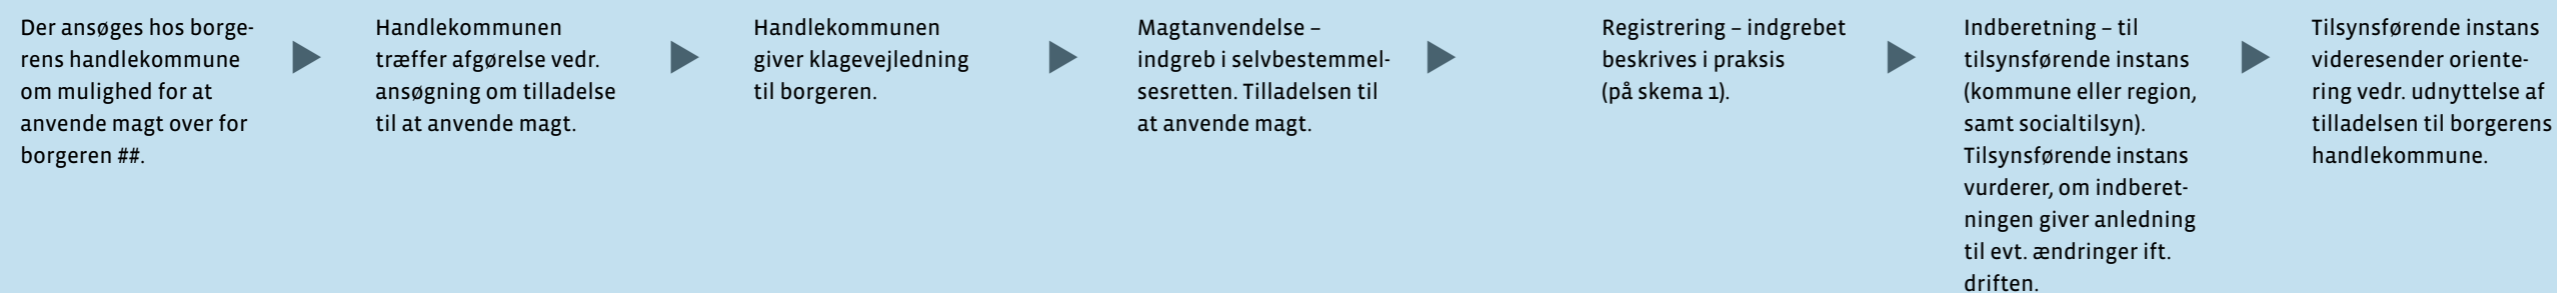 Der ansøges hos borge-
rens handlekommune
om mulighed for at
anvende magt over for
borgeren ##.
Handlekommunen
træffer afgørelse vedr.
ansøgning om tilladelse
til at anvende magt.
Handlekommunen
giver klagevejledning
til borgeren.
Magtanvendelse –
indgreb i selvbestemmel-
sesretten. Tilladelsen til
at anvende magt.
Registrering – indgrebet
beskrives i praksis
(på skema 1).
Indberetning – til
tilsynsførende instans
(kommune eller region,
samt socialtilsyn).
Tilsynsførende instans
vurderer, om indberet-
ningen giver anledning
til evt. ændringer ift.
driften.
Tilsynsførende instans
videresender oriente-
ring vedr. udnyttelse af
tilladelsen til borgerens
handlekommune.